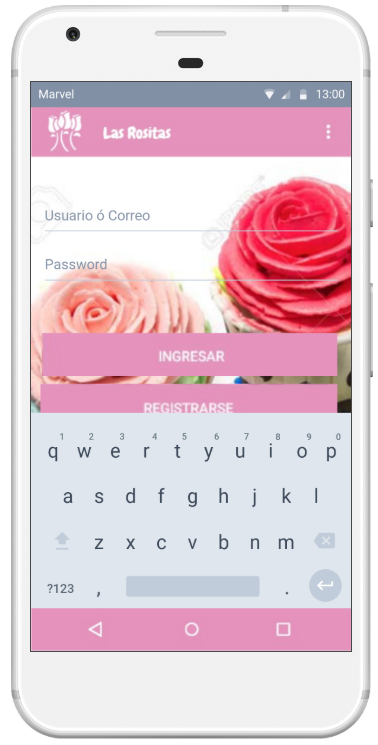 Marvel 13:00
Las Rositas
Usuario ó Correo
Password
INGRESAR
REGISTRARSE
1 2 3 4 5 6 7 8 9 0
q w e r t y u i o p
a s d f g h j k l
z x c v b n m
?123 , .